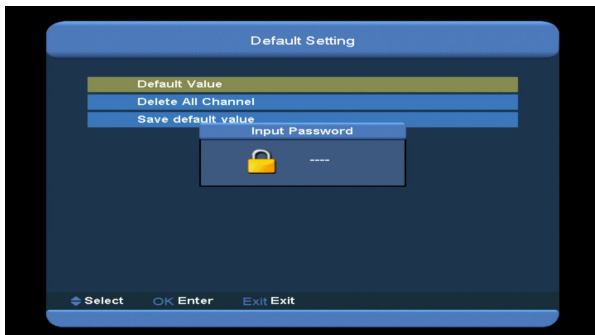 Default Setting
Default Value
Delete All Channel
Save default value
Input Password
----
Select OK Enter Exit Exit